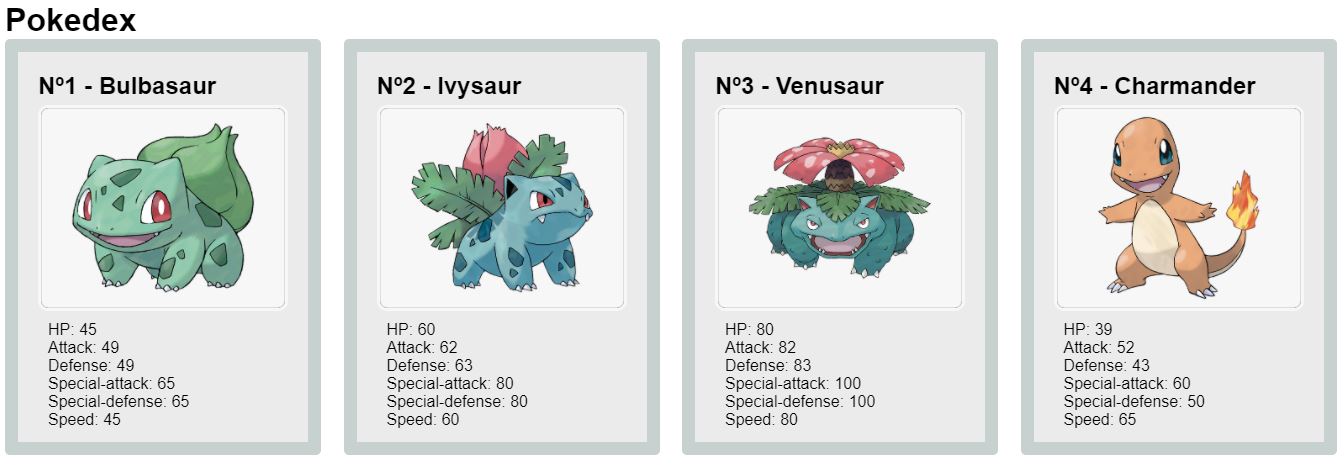 Pokedex
Nº1 - Bulbasaur
HP: 45
Attack: 49
Defense: 49
Special-attack: 65
Special-defense: 65
Speed: 45
Nº2 - Ivysaur
HP: 60
Attack: 62
Defense: 63
Special-attack: 80
Special-defense: 80
Speed: 60
Nº3 - Venusaur
HP: 80
Attack: 82
Defense: 83
Special-attack: 100
Special-defense: 100
Speed: 80
Nº4 - Charmander
HP: 39
Attack: 52
Defense: 43
Special-attack: 60
Special-defense: 50
Speed: 65